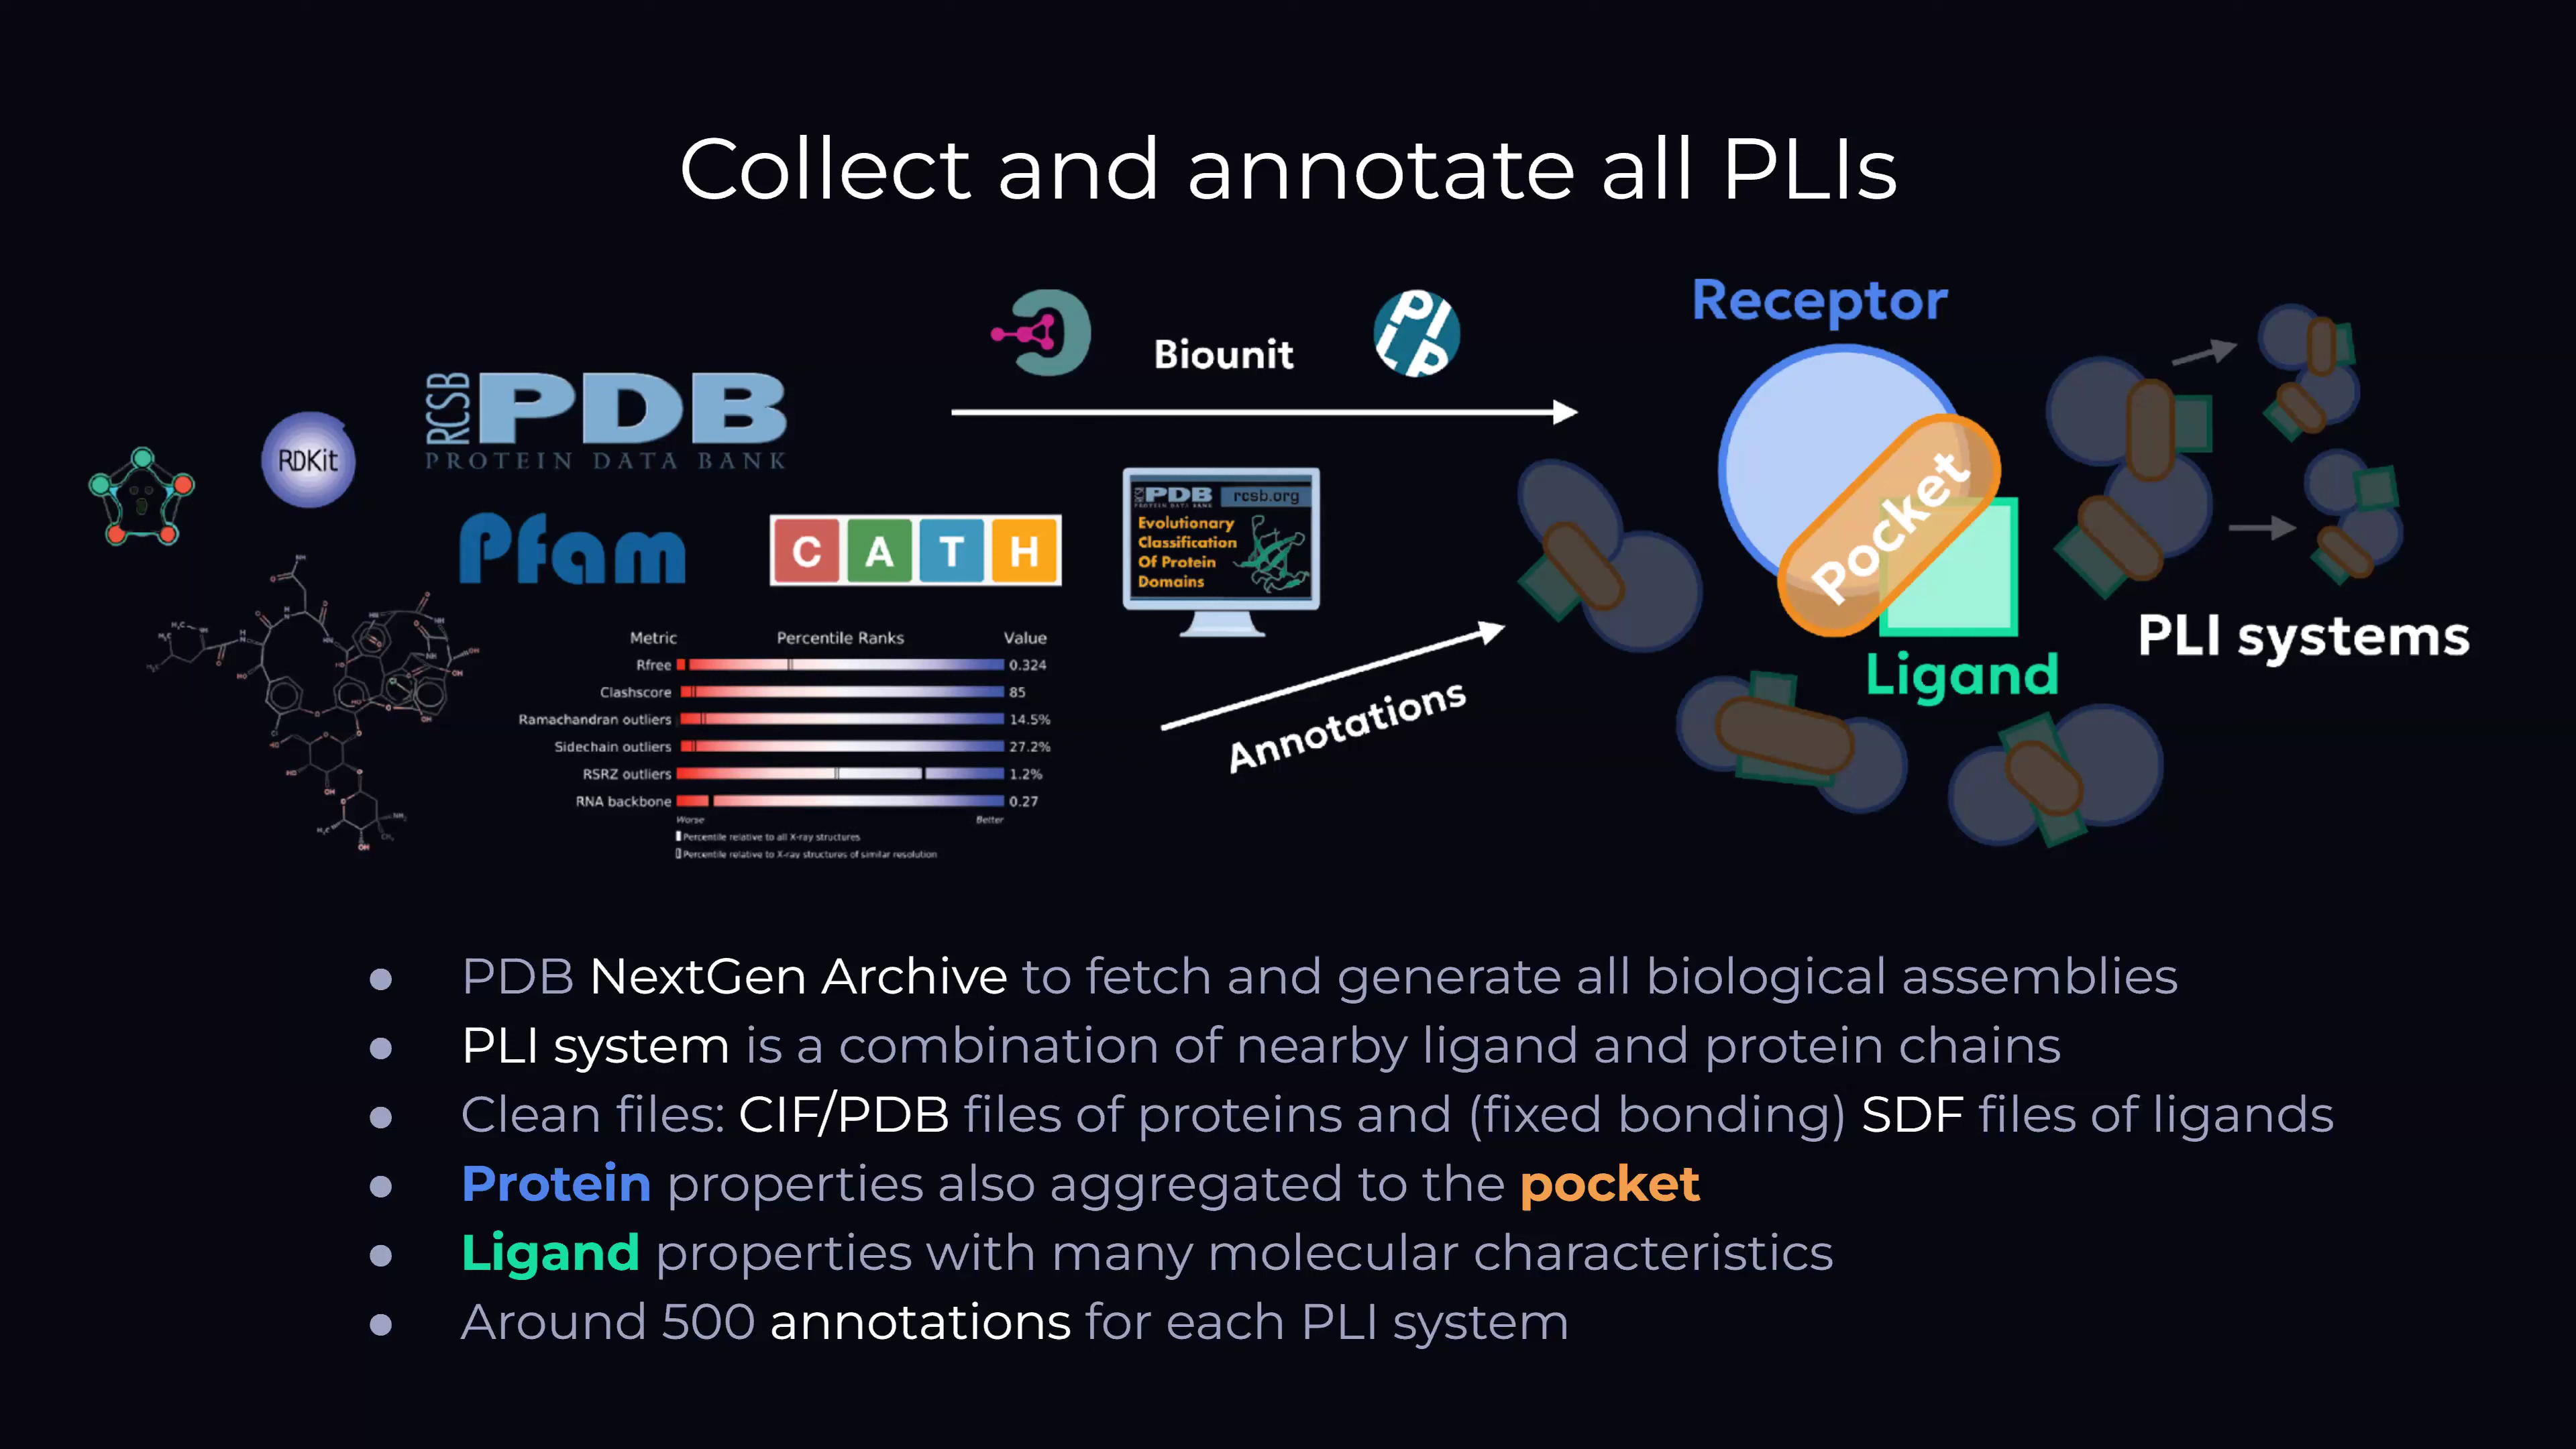 Collect and annotate all PLIs
RDKit
RCSB
PDB
PROTEIN DATA BANK
Pfam
C A T H
Biounit
PLIP
PDB rcsb.org
Evolutionary
Classification
Of Protein
Domains
Annotations
Metric Percentile Ranks Value
Rfree 0.324
Clashscore 85
Ramachandran outliers 14.5%
Sidechain outliers 27.2%
RSRZ outliers 1.2%
RNA backbone 0.27
Worse Better
Percentile relative to all X-ray structures
Percentile relative to X-ray structures of similar resolution
Receptor
Pocket
Ligand
PLI systems
● PDB NextGen Archive to fetch and generate all biological assemblies
● PLI system is a combination of nearby ligand and protein chains
● Clean files: CIF/PDB files of proteins and (fixed bonding) SDF files of ligands
● Protein properties also aggregated to the pocket
● Ligand properties with many molecular characteristics
● Around 500 annotations for each PLI system